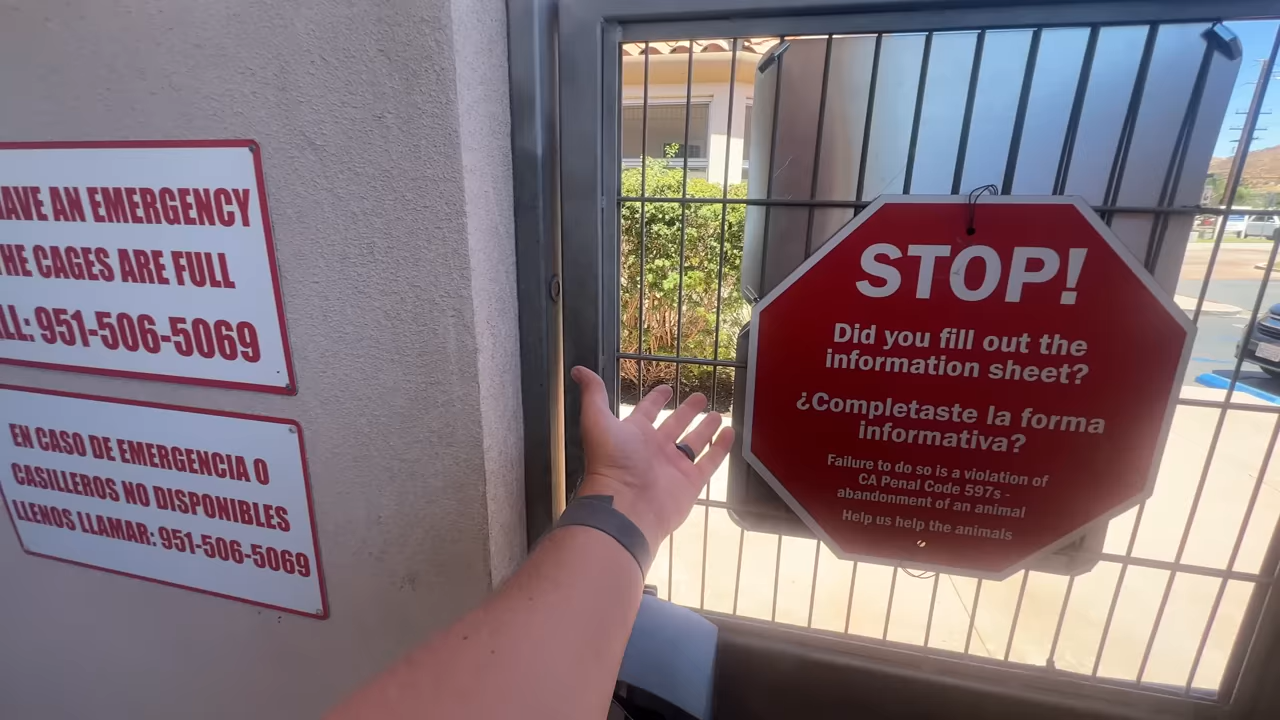 AVE AN EMERGENCY
HE CAGES ARE FULL
LL: 951-506-5069
EN CASO DE EMERGENCIA O
CASILLEROS NO DISPONIBLES
LLENOS LLAMAR: 951-506-5069
STOP!
Did you fill out the
information sheet?
¿Completaste la forma
informativa?
Failure to do so is a violation of
CA Penal Code 597s -
abandonment of an animal
Help us help the animals